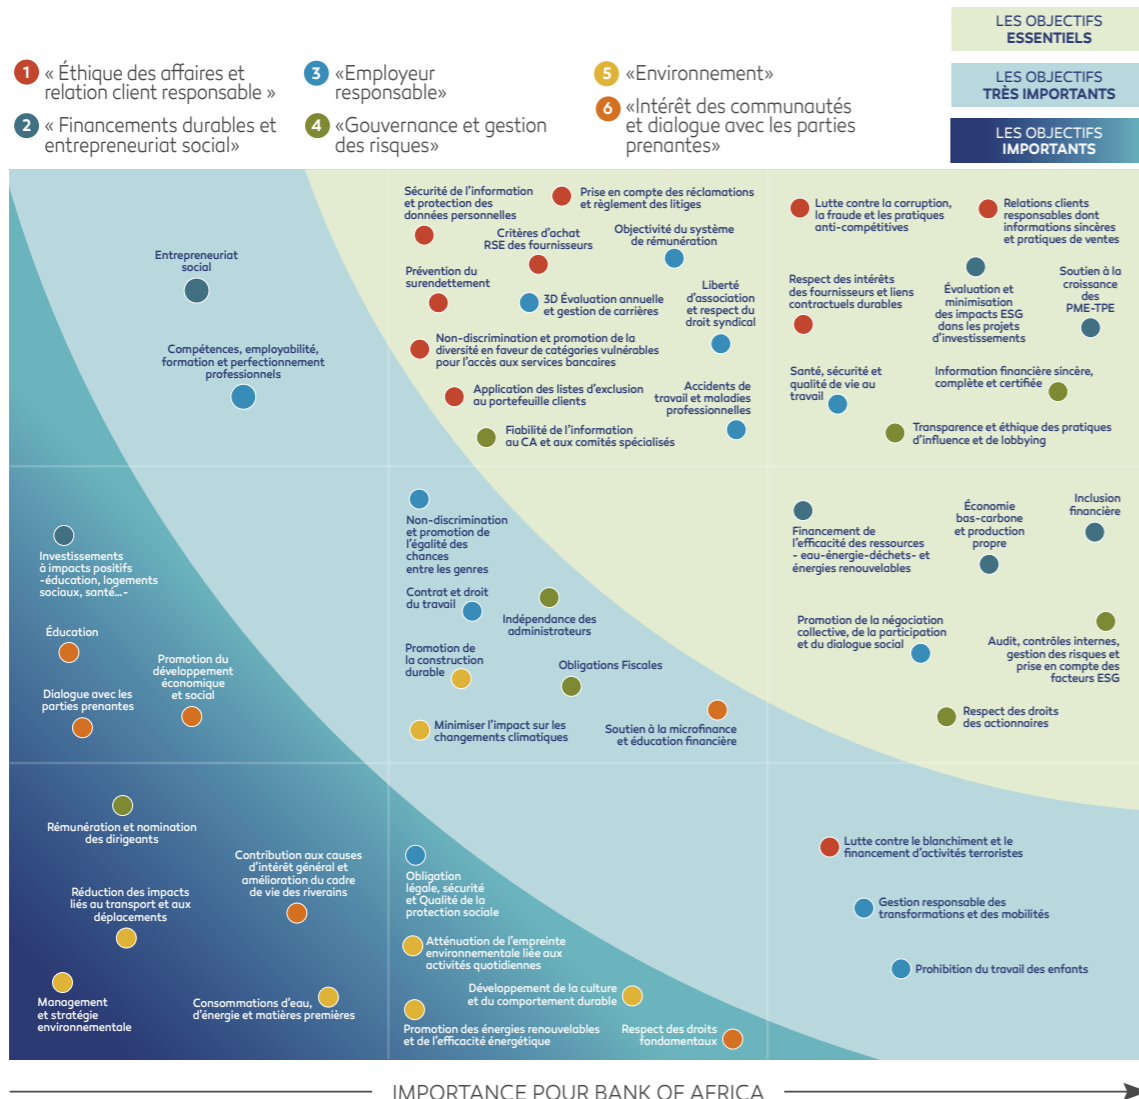 LES OBJECTIFS
ESSENTIELS
LES OBJECTIFS
TRÈS IMPORTANTS
LES OBJECTIFS
IMPORTANTS
1 « Éthique des affaires et
relation client responsable »
2 « Financements durables et
entrepreneuriat social»
3 «Employeur
responsable»
4 «Gouvernance et gestion
des risques»
5 «Environnement»
6 «Intérêt des communautés
et dialogue avec les parties
prenantes»
Entrepreneuriat
social
Compétences, employabilité,
formation et perfectionnement
professionnels
Sécurité de l'information
et protection des
données personnelles
Prise en compte des réclamations
et règlement des litiges
Critères d'achat
RSE des fournisseurs
Objectivité du système
de rémunération
Prévention du
surendettement
3D Évaluation annuelle
et gestion de carrières
Liberté
d'association
et respect du
droit syndical
Non-discrimination et promotion de la
diversité en faveur de catégories vulnérables
pour l'accès aux services bancaires
Application des listes d'exclusion
au portefeuille clients
Accidents de
travail et maladies
professionnelles
Fiabilité de l'information
au CA et aux comités spécialisés
Lutte contre la corruption,
la fraude et les pratiques
anti-compétitives
Relations clients
responsables dont
informations sincères
et pratiques de ventes
Respect des intérêts
des fournisseurs et liens
contractuels durables
Évaluation et
minimisation
des impacts ESG
dans les projets
d'investissements
Soutien à la
croissance
des
PME-TPE
Santé, sécurité et
qualité de vie au
travail
Information financière sincère,
complète et certifiée
Transparence et éthique des pratiques
d'influence et de lobbying
Investissements
à impacts positifs
-éducation, logements
sociaux, santé...-
Éducation
Promotion du
développement
économique
et social
Dialogue avec les
parties prenantes
Non-discrimination
et promotion de
l'égalité des
chances
entre les genres
Contrat et droit
du travail
Indépendance des
administrateurs
Promotion de
la construction
durable
Obligations Fiscales
Minimiser l'impact sur les
changements climatiques
Soutien à la microfinance
et éducation financière
Financement de
l'efficacité des ressources
- eau-énergie-déchets- et
énergies renouvelables
Économie
bas-carbone
et production
propre
Inclusion
financière
Promotion de la négociation
collective, de la participation
et du dialogue social
Audit, contrôles internes,
gestion des risques et
prise en compte des
facteurs ESG
Respect des droits
des actionnaires
Rémunération et nomination
des dirigeants
Contribution aux causes
d'intérêt général et
amélioration du cadre
de vie des riverains
Réduction des impacts
liés au transport et aux
déplacements
Management
et stratégie
environnementale
Consommations d'eau,
d'énergie et matières premières
Obligation
légale, sécurité
et Qualité de la
protection sociale
Atténuation de l'empreinte
environnementale liée aux
activités quotidiennes
Développement de la culture
et du comportement durable
Promotion des énergies renouvelables
et de l'efficacité énergétique
Respect des droits
fondamentaux
Lutte contre le blanchiment et le
financement d'activités terroristes
Gestion responsable des
transformations et des mobilités
Prohibition du travail des enfants
IMPORTANCE POUR BANK OF AFRICA